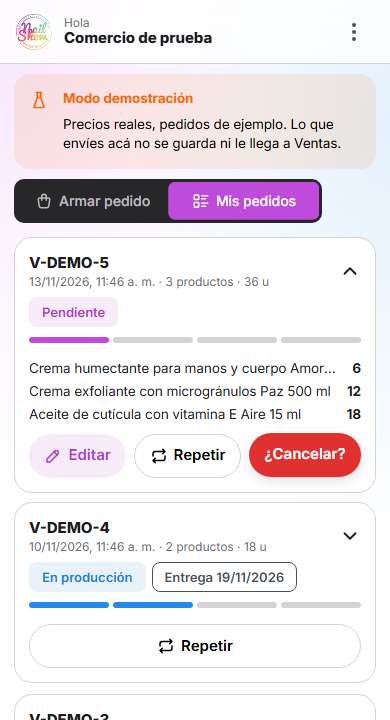 Nail
Show
Hola
Comercio de prueba
Modo demostración
Precios reales, pedidos de ejemplo. Lo que
envíes acá no se guarda ni le llega a Ventas.
Armar pedido
Mis pedidos
V-DEMO-5
13/11/2026, 11:46 a. m. · 3 productos · 36 u
Pendiente
Crema humectante para manos y cuerpo Amor... 6
Crema exfoliante con microgránulos Paz 500 ml 12
Aceite de cutícula con vitamina E Aire 15 ml 18
Editar
Repetir
¿Cancelar?
V-DEMO-4
10/11/2026, 11:46 a. m. · 2 productos · 18 u
En producción
Entrega 19/11/2026
Repetir
V-DEMO-3